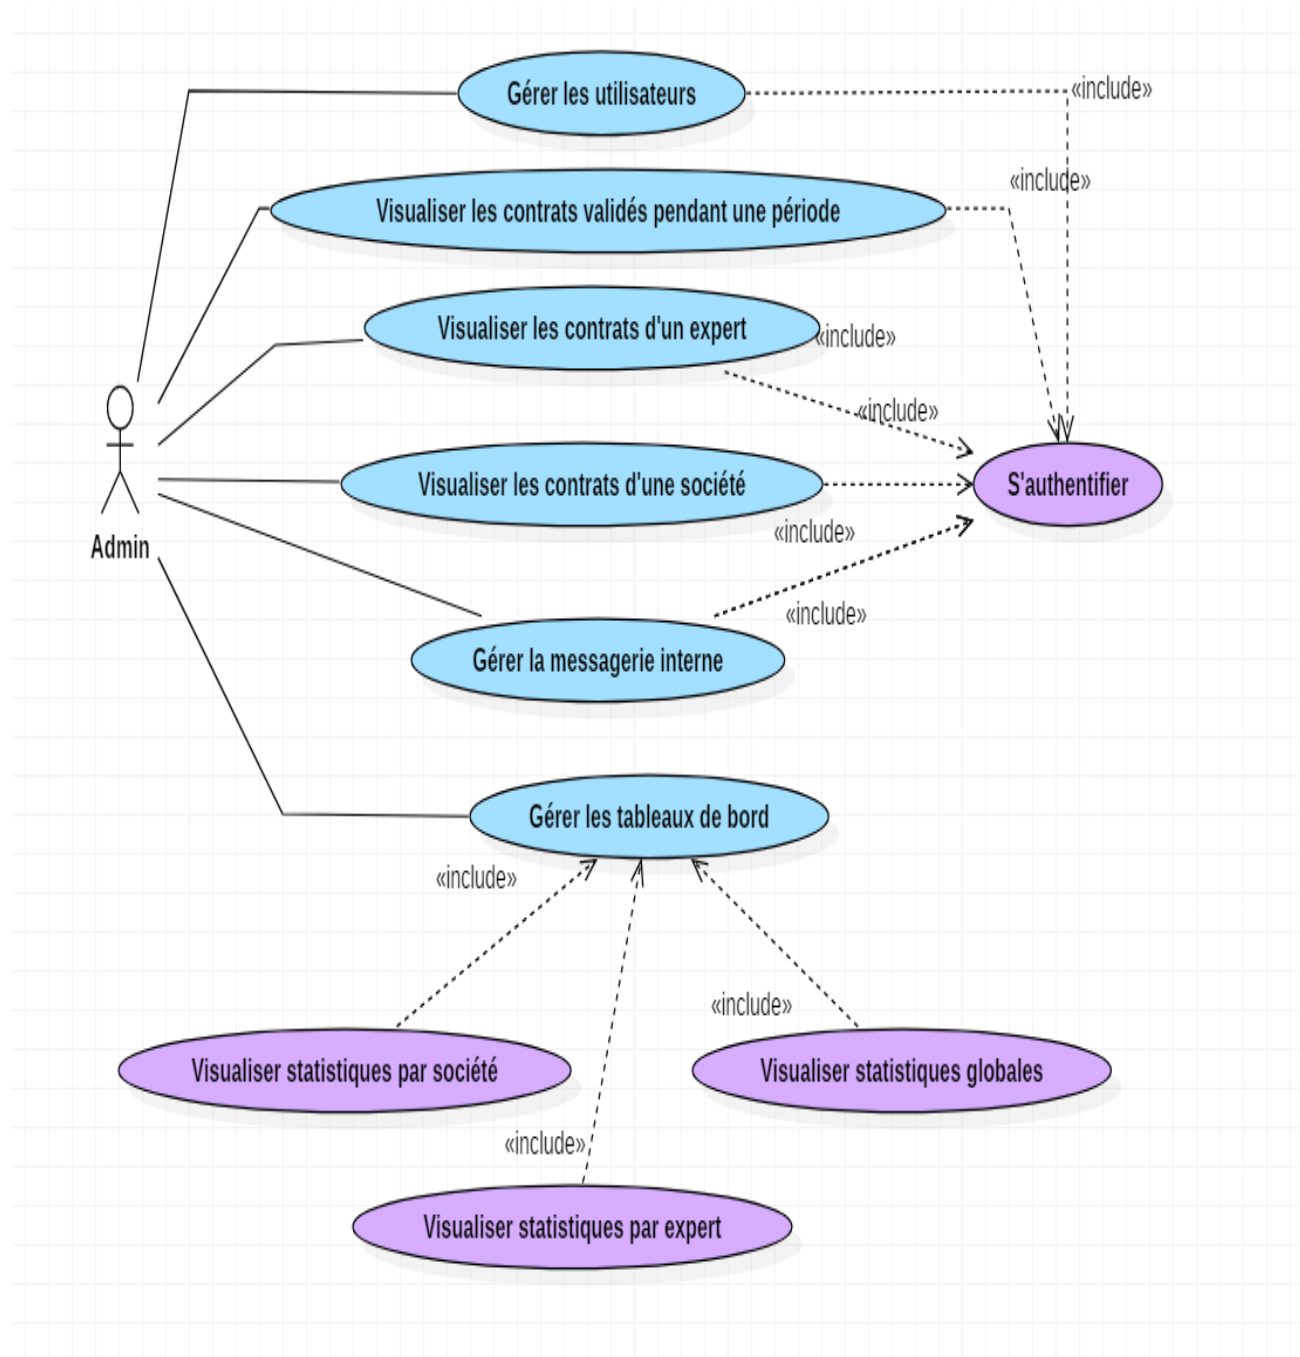 Gérer les utilisateurs
«include»
«include»
Visualiser les contrats validés pendant une période
Visualiser les contrats d'un expert
«include»
«include»
Visualiser les contrats d'une société
S'authentifier
«include»
Admin
«include»
Gérer la messagerie interne
Gérer les tableaux de bord
«include»
«include»
Visualiser statistiques par société
Visualiser statistiques globales
«include»
Visualiser statistiques par expert